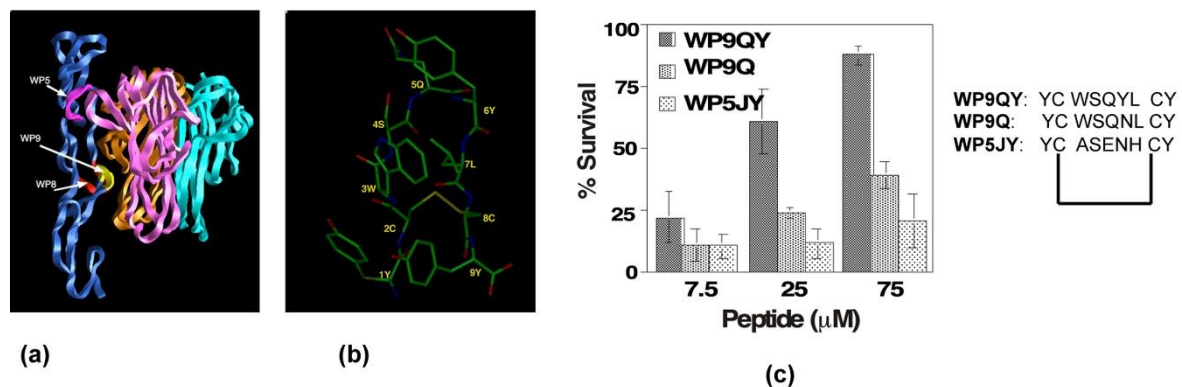 WP5
WP9
WP8
(a)
5Q
6Y
4S
7L
3W
8C
2C
1Y
9Y
(b)
100
75
50
25
0
% Survival
WP9QY
WP9Q
WP5JY
7.5 25 75
Peptide (μM)
(c)
WP9QY: YC WSQYL CY
WP9Q: YC WSQNL CY
WP5JY: YC ASENH CY